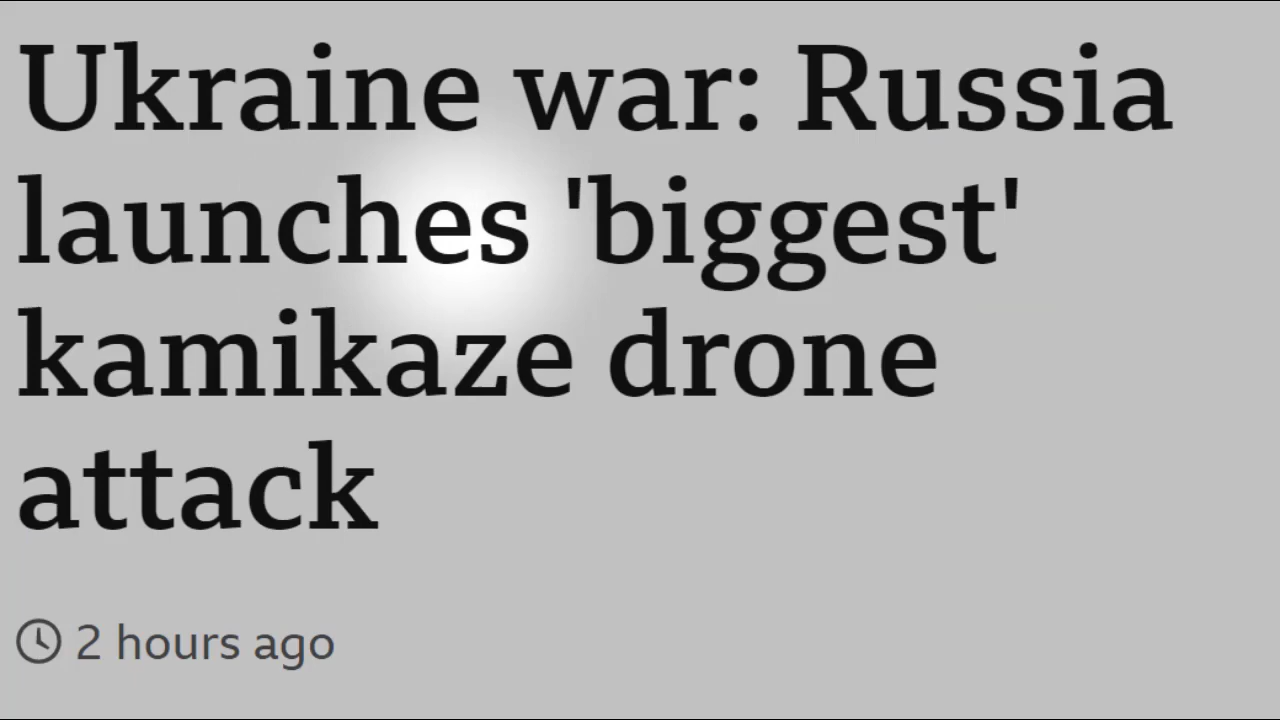 Ukraine war: Russia
launches 'biggest'
kamikaze drone
attack
2 hours ago